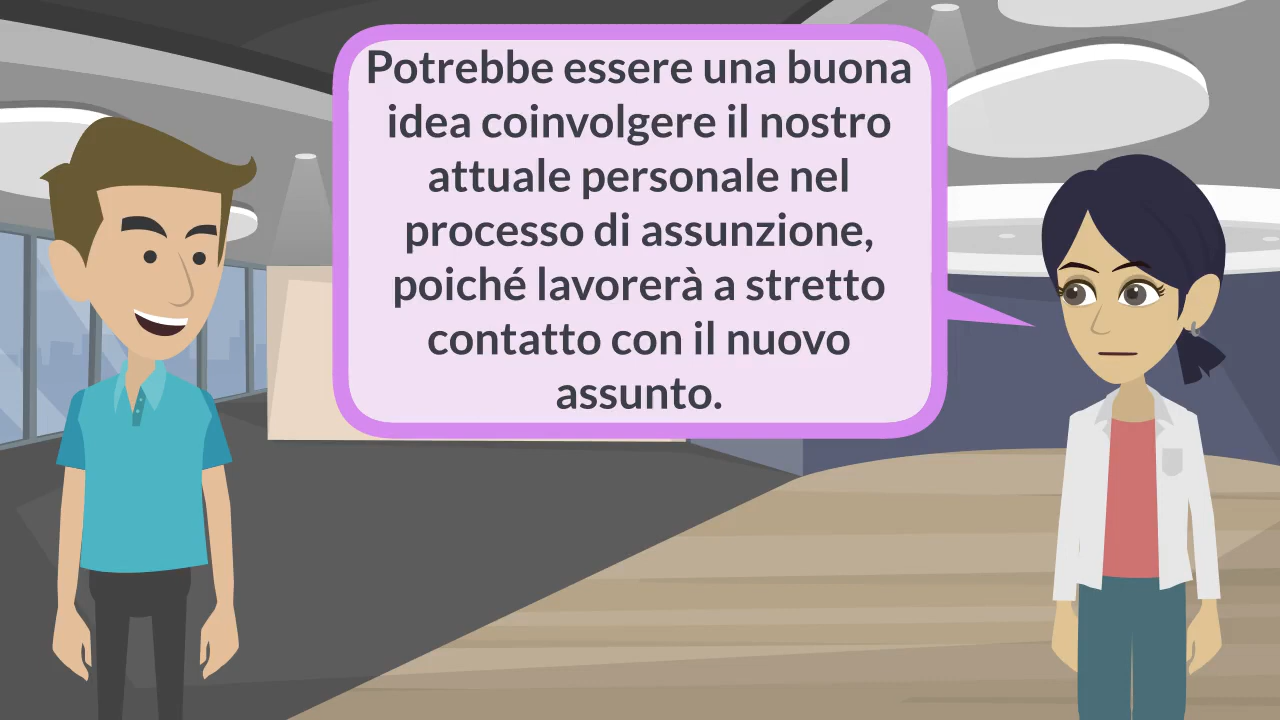 Potrebbe essere una buona
idea coinvolgere il nostro
attuale personale nel
processo di assunzione,
poiché lavorerà a stretto
contatto con il nuovo
assunto.